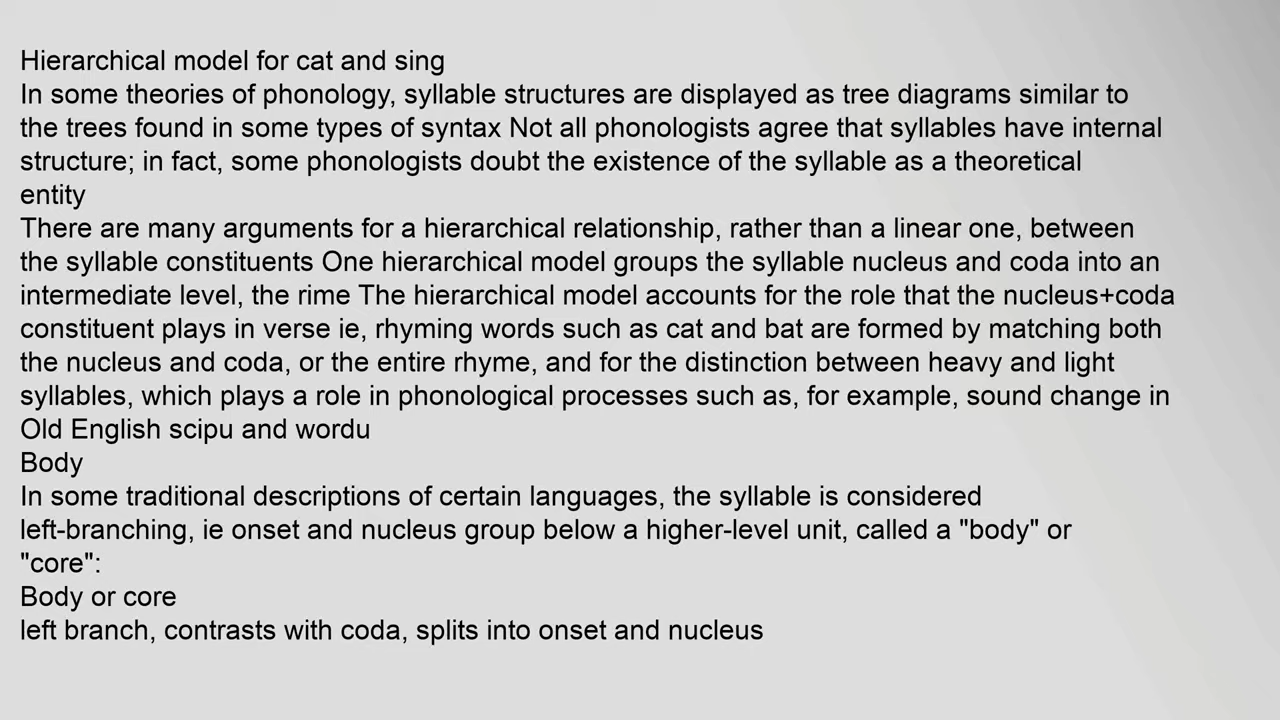 Hierarchical model for cat and sing
In some theories of phonology, syllable structures are displayed as tree diagrams similar to
the trees found in some types of syntax Not all phonologists agree that syllables have internal
structure; in fact, some phonologists doubt the existence of the syllable as a theoretical
entity
There are many arguments for a hierarchical relationship, rather than a linear one, between
the syllable constituents One hierarchical model groups the syllable nucleus and coda into an
intermediate level, the rime The hierarchical model accounts for the role that the nucleus+coda
constituent plays in verse ie, rhyming words such as cat and bat are formed by matching both
the nucleus and coda, or the entire rhyme, and for the distinction between heavy and light
syllables, which plays a role in phonological processes such as, for example, sound change in
Old English scipu and wordu
Body
In some traditional descriptions of certain languages, the syllable is considered
left-branching, ie onset and nucleus group below a higher-level unit, called a "body" or
"core":
Body or core
left branch, contrasts with coda, splits into onset and nucleus